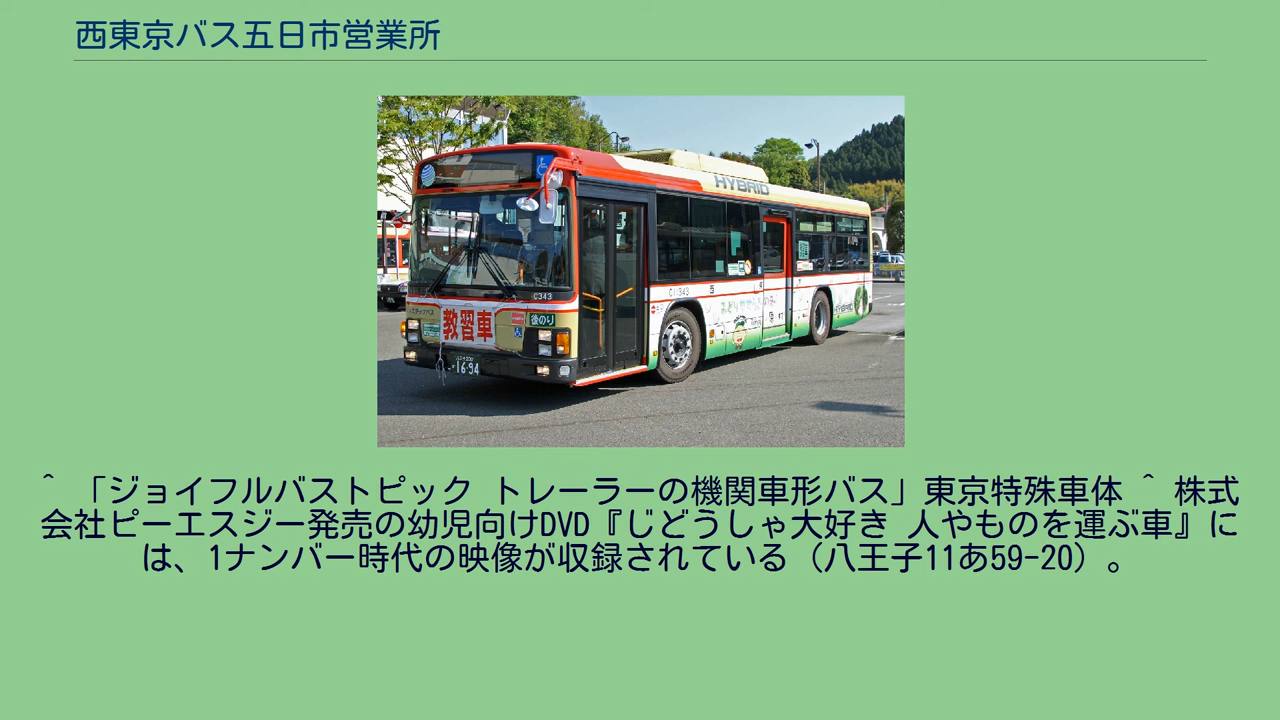 西東京バス五日市営業所
HYBRID
C343
C11343
教習車
後のり
16-94
HYBRID
^ 「ジョイフルバストピック トレーラーの機関車形バス」東京特殊車体 ^ 株式
会社ピーエスジー発売の幼児向けDVD『じどうしゃ大好き 人やものを運ぶ車』に
は、1ナンバー時代の映像が収録されている（八王子11あ59-20）。